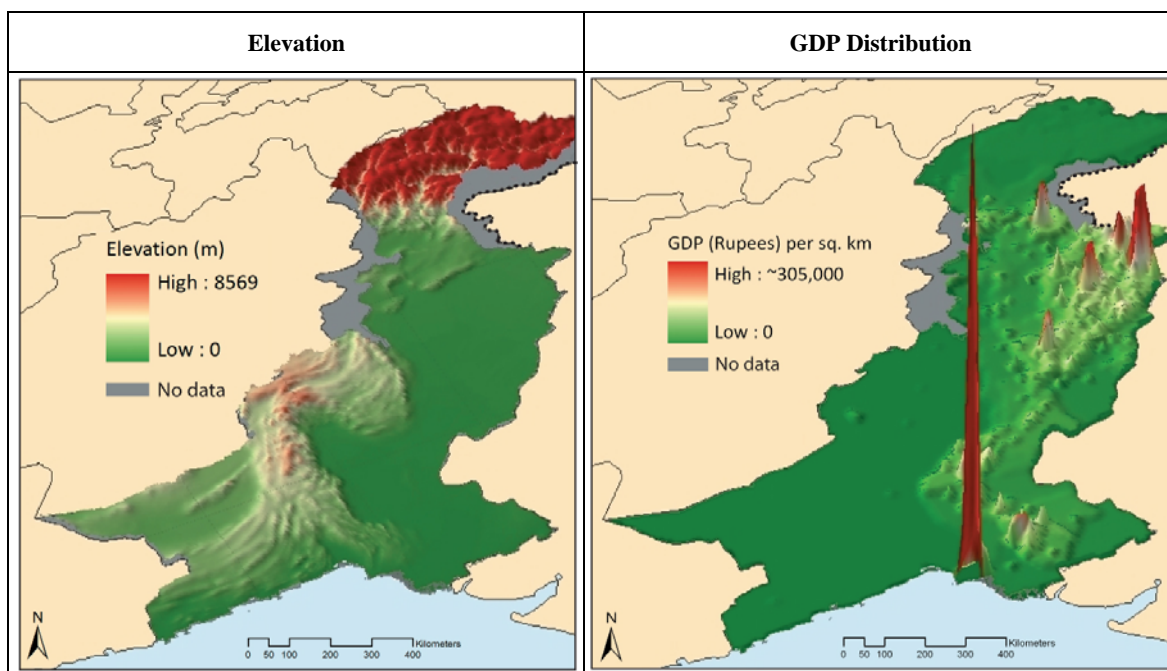 Elevation
GDP Distribution
Elevation (m)
High : 8569
Low : 0
No data
N
0 50 100 200 300 400
Kilometers
GDP (Rupees) per sq. km
High : ~305,000
Low : 0
No data
N
0 50 100 200 300 400
Kilometers